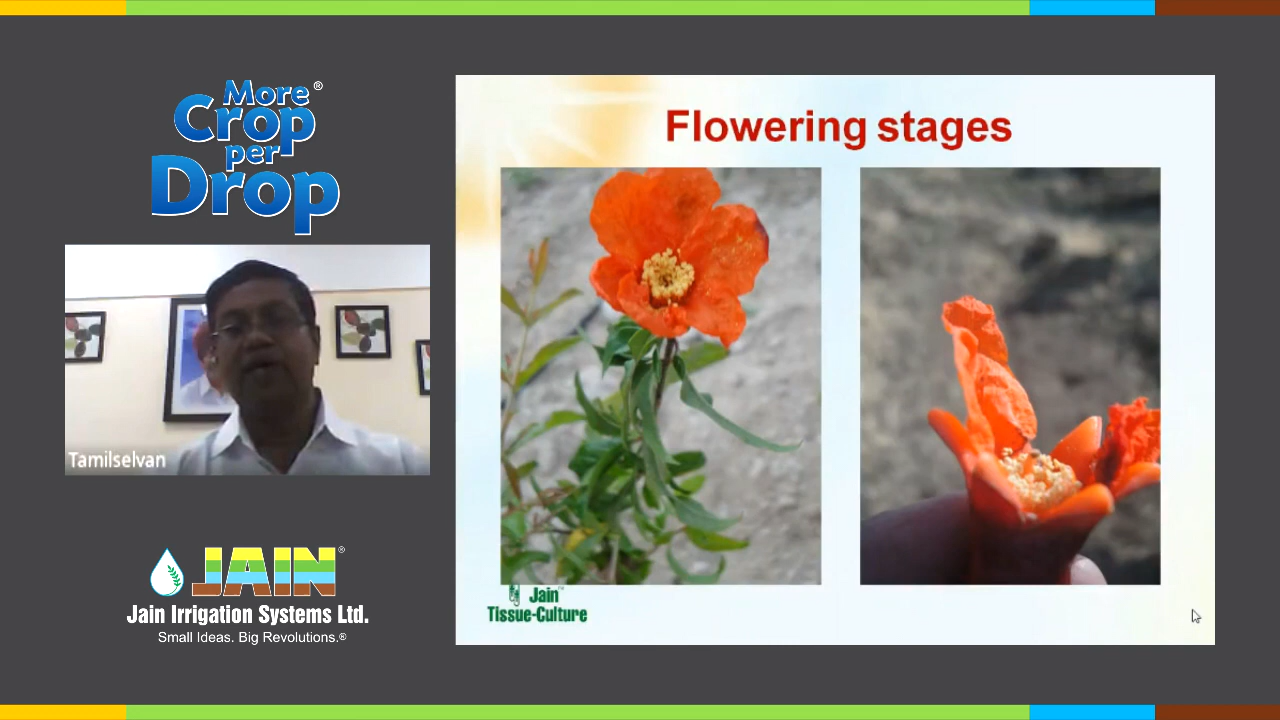 More®
Crop
per
Drop
Tamilselvan
JAIN®
Jain Irrigation Systems Ltd.
Small Ideas. Big Revolutions.®
Flowering stages
Jain
Tissue-Culture